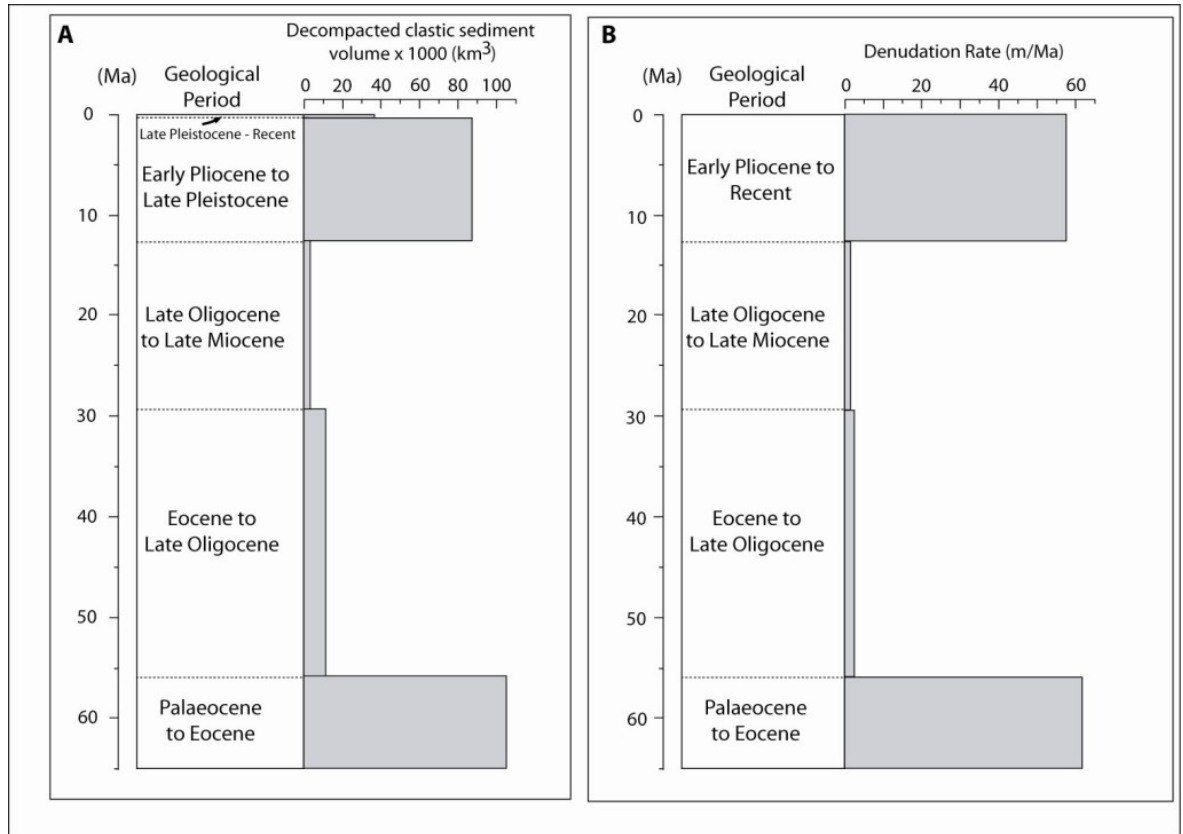 A
Decompacted clastic sediment
volume x 1000 (km3)
(Ma)
Geological
Period
0 20 40 60 80 100
0
Late Pleistocene - Recent
Early Pliocene to
Late Pleistocene
10
Late Oligocene
to Late Miocene
20
30
Eocene to
Late Oligocene
40
50
Palaeocene
to Eocene
60
B
Denudation Rate (m/Ma)
(Ma)
Geological
Period
0 20 40 60
0
Early Pliocene to
Recent
10
Late Oligocene
to Late Miocene
20
30
Eocene to
Late Oligocene
40
50
Palaeocene
to Eocene
60